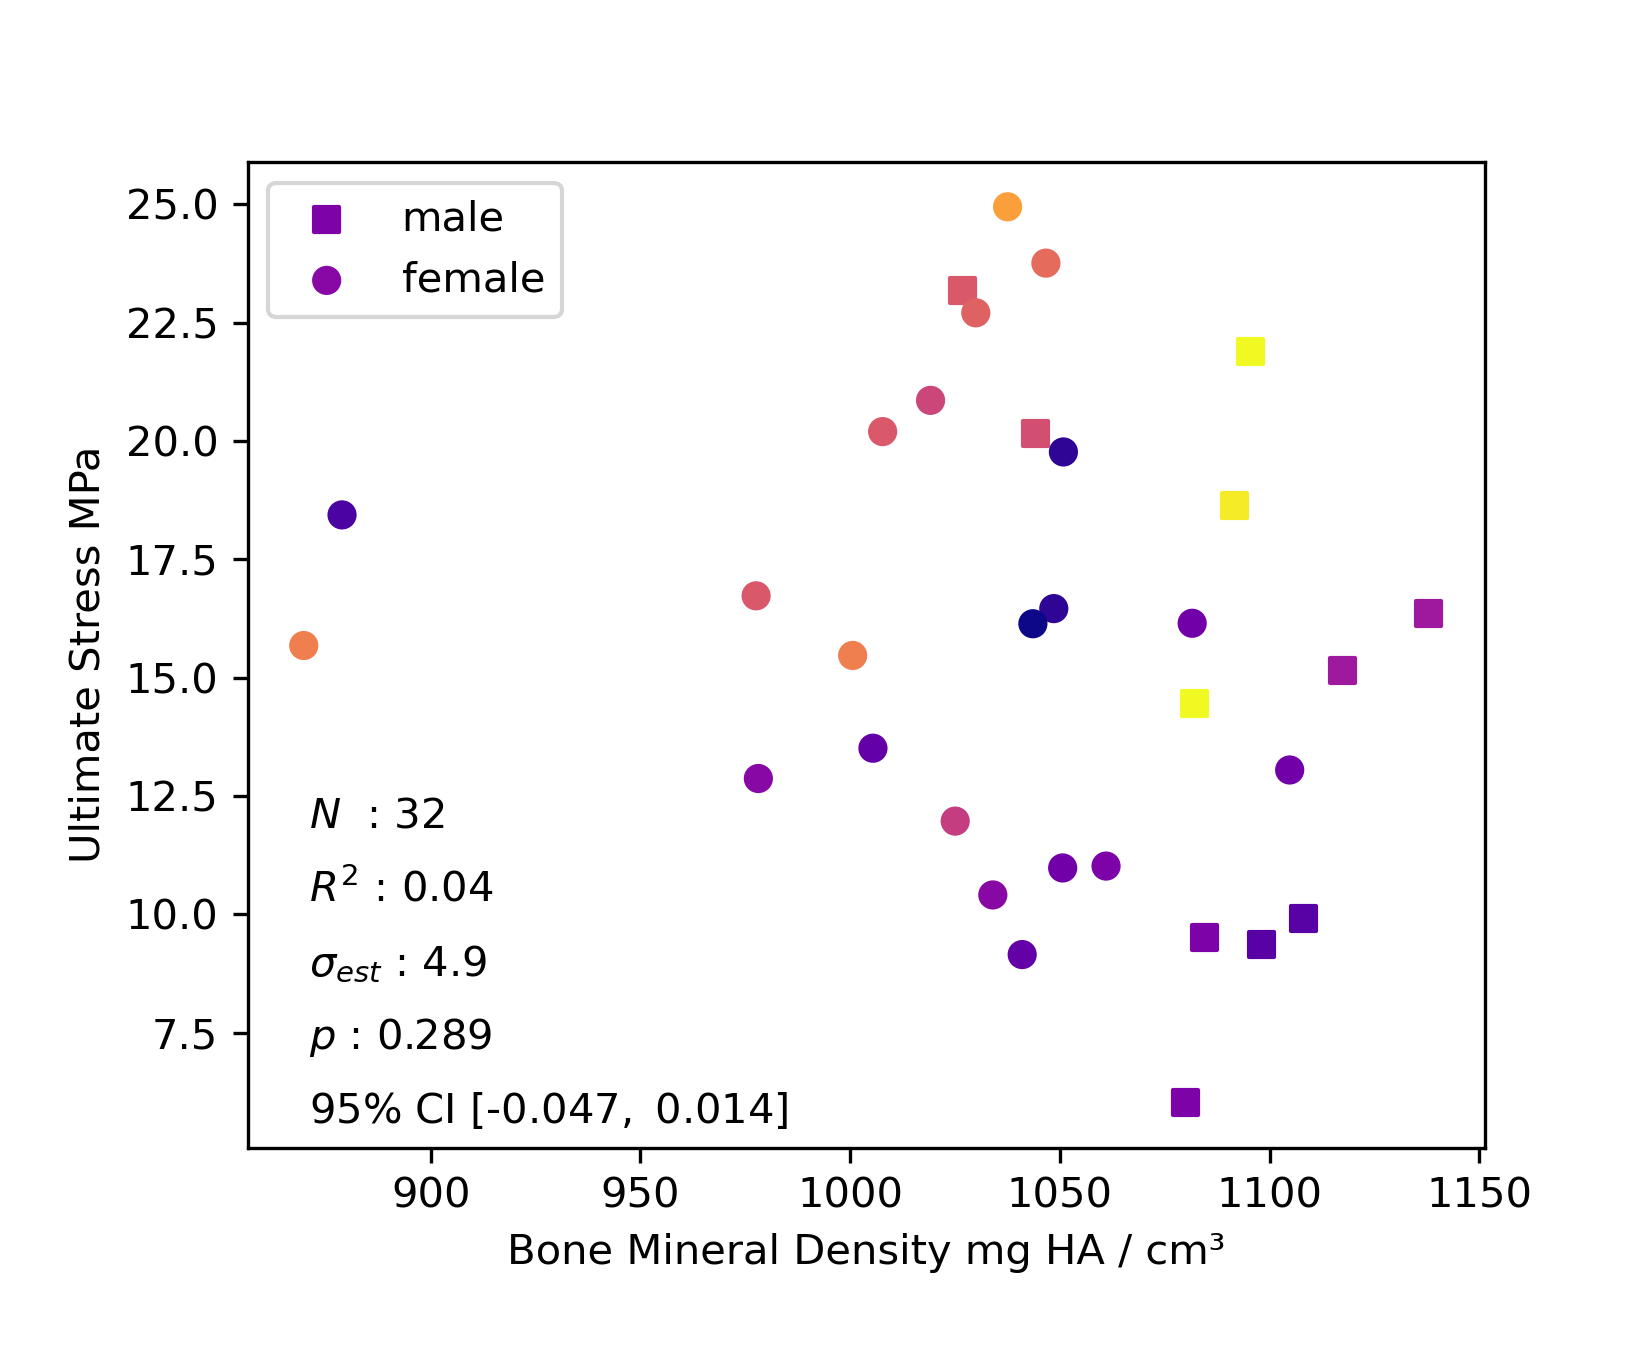 male
female
25.0
22.5
20.0
17.5
15.0
12.5
10.0
7.5
Ultimate Stress MPa
N : 32
R² : 0.04
σest : 4.9
p : 0.289
95% CI [-0.047, 0.014]
900 950 1000 1050 1100 1150
Bone Mineral Density mg HA / cm³